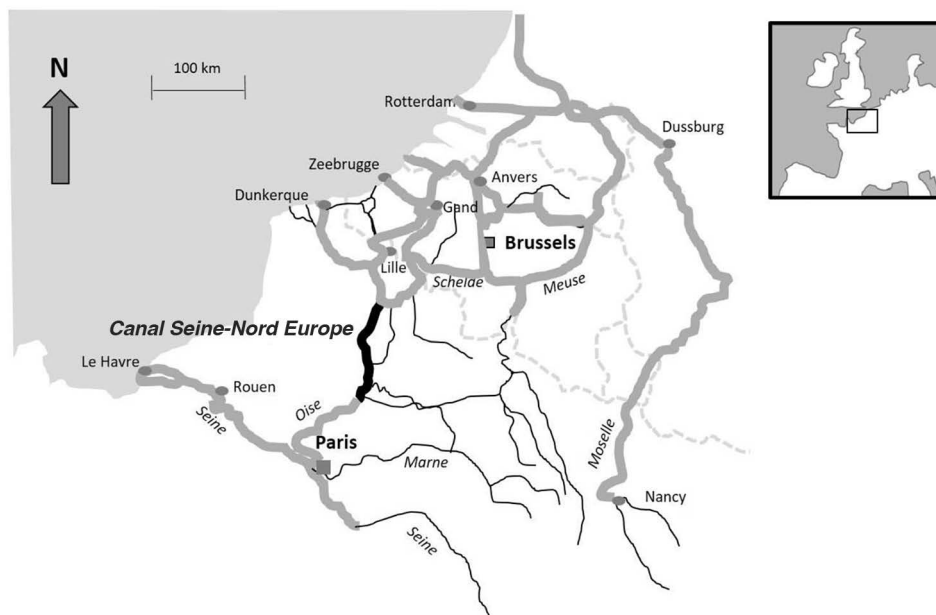 N
100 km
Rotterdam
Dussburg
Zeebrugge
Anvers
Dunkerque
Gand
Brussels
Lille
Schelde
Meuse
Canal Seine-Nord Europe
Le Havre
Rouen
Oise
Seine
Paris
Marne
Moselle
Nancy
Seine